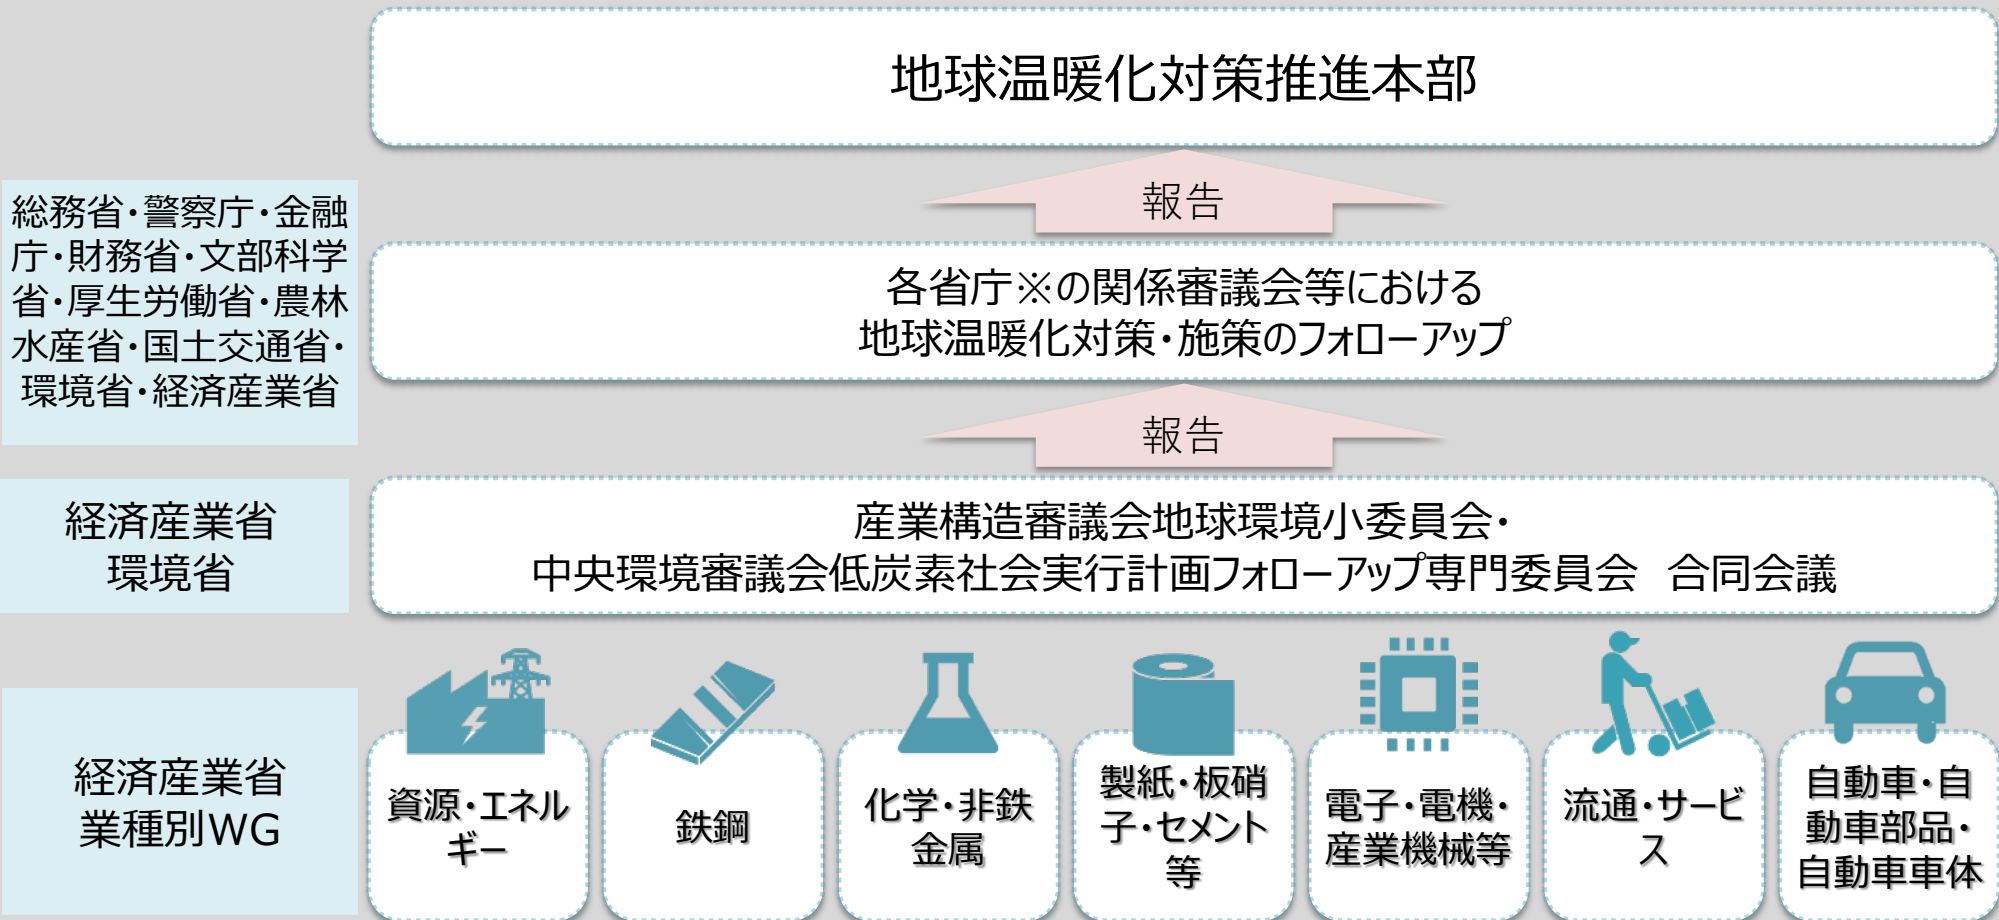 地球温暖化対策推進本部
報告
総務省・警察庁・金融
庁・財務省・文部科学
省・厚生労働省・農林
水産省・国土交通省・
環境省・経済産業省
各省庁※の関係審議会等における
地球温暖化対策・施策のフォローアップ
報告
経済産業省
環境省
産業構造審議会地球環境小委員会・
中央環境審議会低炭素社会実行計画フォローアップ専門委員会　合同会議
経済産業省
業種別WG
資源・エネル
ギー
鉄鋼
化学・非鉄
金属
製紙・板硝
子・セメント
等
電子・電機・
産業機械等
流通・サービ
ス
自動車・自
動車部品・
自動車車体